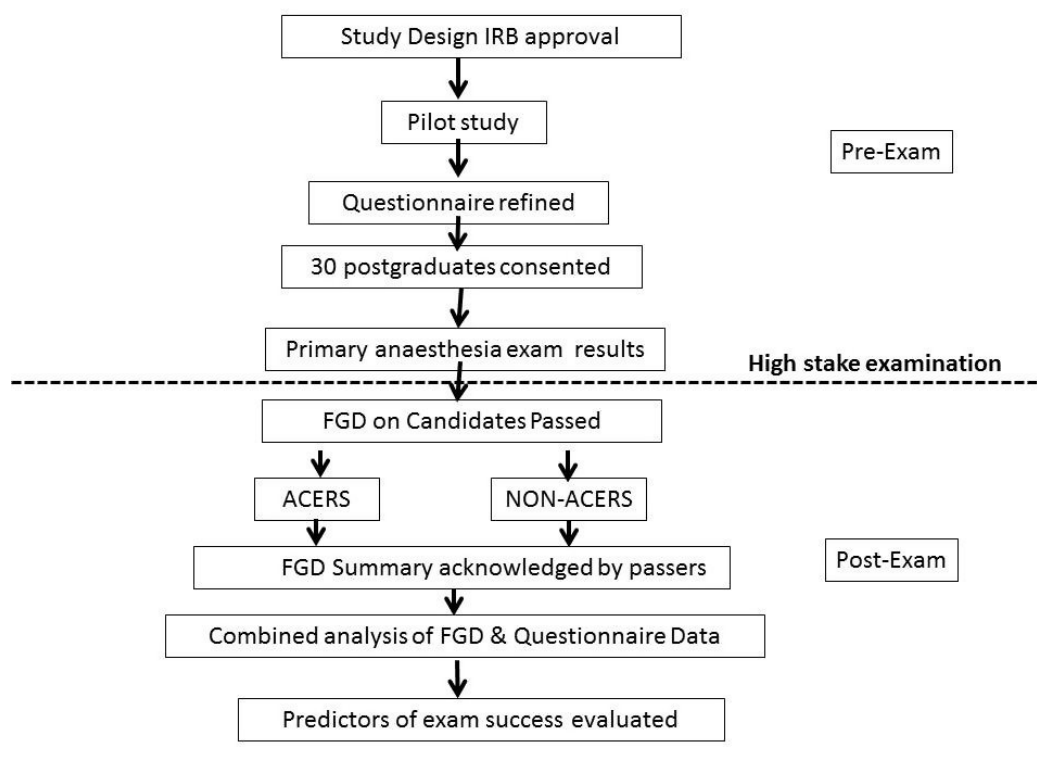 Study Design IRB approval
Pilot study
Pre-Exam
Questionnaire refined
30 postgraduates consented
Primary anaesthesia exam results
High stake examination
FGD on Candidates Passed
ACERS
NON-ACERS
Post-Exam
FGD Summary acknowledged by passers
Combined analysis of FGD & Questionnaire Data
Predictors of exam success evaluated